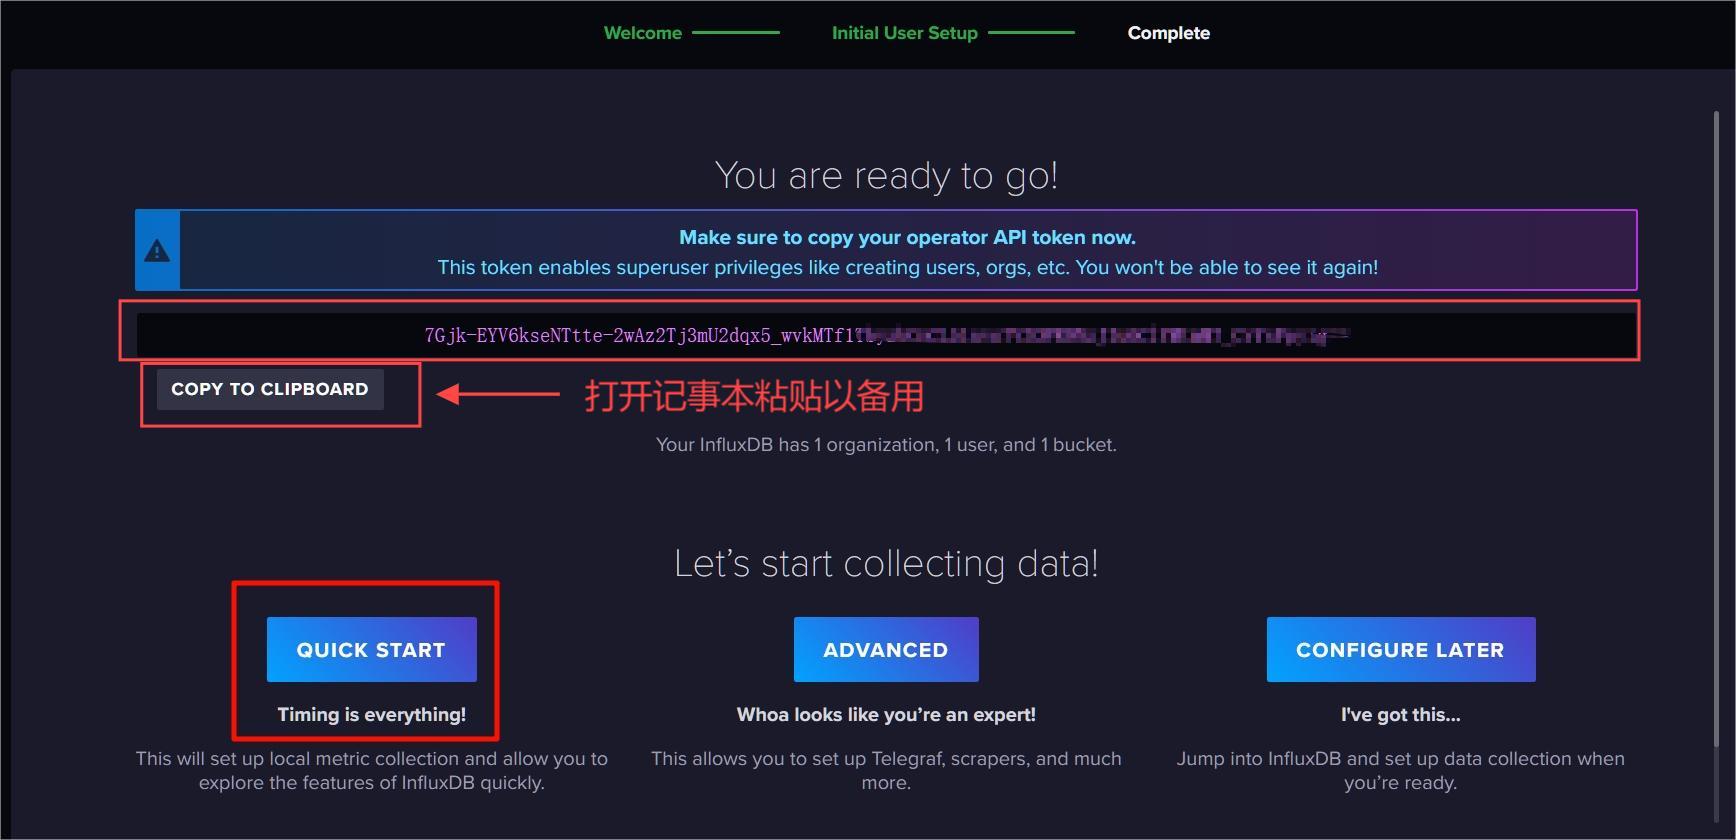 Welcome
Initial User Setup
Complete
You are ready to go!
Make sure to copy your operator API token now.
This token enables superuser privileges like creating users, orgs, etc. You won't be able to see it again!
7Gjk-EYV6kseNTtte-2wAz2Tj3mU2dqx5_wvkMTf1
COPY TO CLIPBOARD
打开记事本粘贴以备用
Your InfluxDB has 1 organization, 1 user, and 1 bucket.
Let’s start collecting data!
QUICK START
Timing is everything!
This will set up local metric collection and allow you to
explore the features of InfluxDB quickly.
ADVANCED
Whoa looks like you’re an expert!
This allows you to set up Telegraf, scrapers, and much
more.
CONFIGURE LATER
I've got this...
Jump into InfluxDB and set up data collection when
you’re ready.